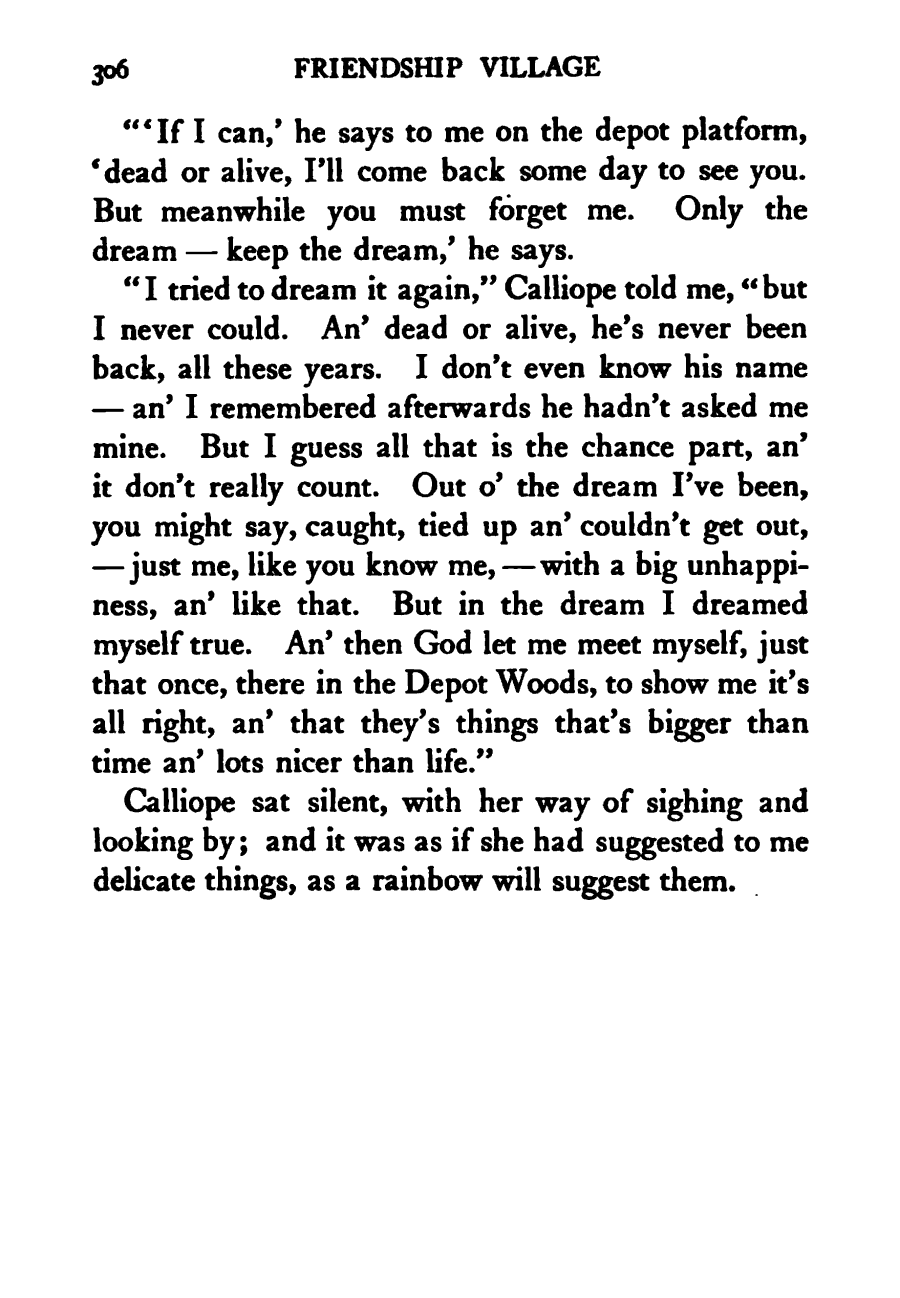 306 FRIENDSHIP VILLAGE
"'If I can,' he says to me on the depot platform,
'dead or alive, I'll come back some day to see you.
But meanwhile you must forget me. Only the
dream — keep the dream,' he says.
"I tried to dream it again," Calliope told me, "but
I never could. An' dead or alive, he's never been
back, all these years. I don't even know his name
— an' I remembered afterwards he hadn't asked me
mine. But I guess all that is the chance part, an'
it don't really count. Out o' the dream I've been,
you might say, caught, tied up an' couldn't get out,
— just me, like you know me, — with a big unhappi-
ness, an' like that. But in the dream I dreamed
myself true. An' then God let me meet myself, just
that once, there in the Depot Woods, to show me it's
all right, an' that they's things that's bigger than
time an' lots nicer than life."
Calliope sat silent, with her way of sighing and
looking by; and it was as if she had suggested to me
delicate things, as a rainbow will suggest them.